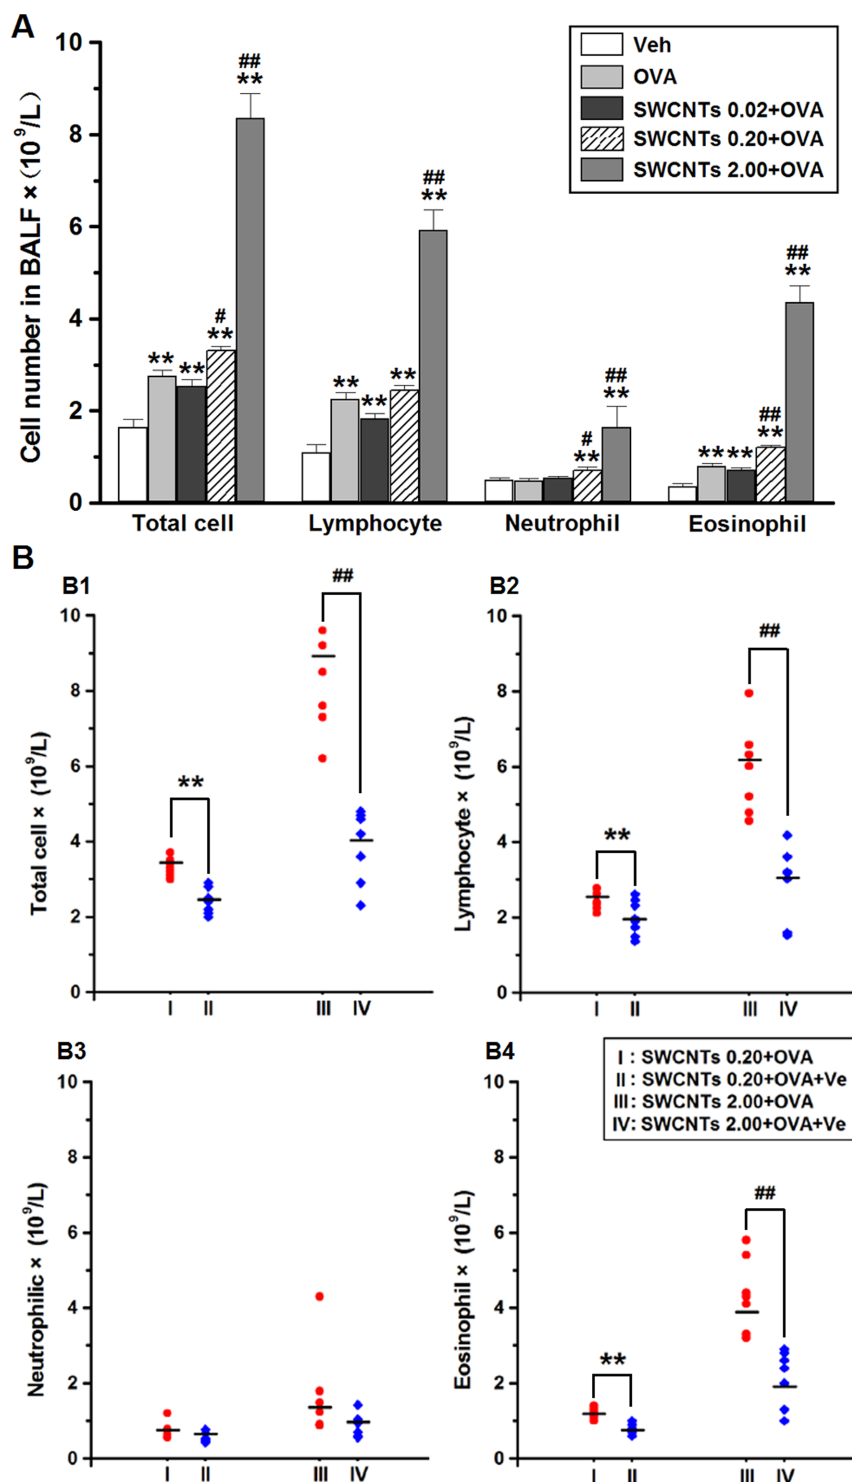 A
Cell number in BALF ×(10⁹/L)
10
8
6
4
2
0
Veh
OVA
SWCNTs 0.02+OVA
SWCNTs 0.20+OVA
SWCNTs 2.00+OVA
** ** # ** ## **
** ** ** ## **
# ** ## **
** ** ## ** ## **
Total cell Lymphocyte Neutrophil Eosinophil
B
B1
Total cell × (10⁹/L)
10
8
6
4
2
0
**
##
I II III IV
B2
Lymphocyte × (10⁹/L)
10
8
6
4
2
0
**
##
I II III IV
B3
Neutrophilic × (10⁹/L)
10
8
6
4
2
0
I II III IV
B4
I : SWCNTs 0.20+OVA
II : SWCNTs 0.20+OVA+Ve
III : SWCNTs 2.00+OVA
IV: SWCNTs 2.00+OVA+Ve
Eosinophil × (10⁹/L)
10
8
6
4
2
0
**
##
I II III IV